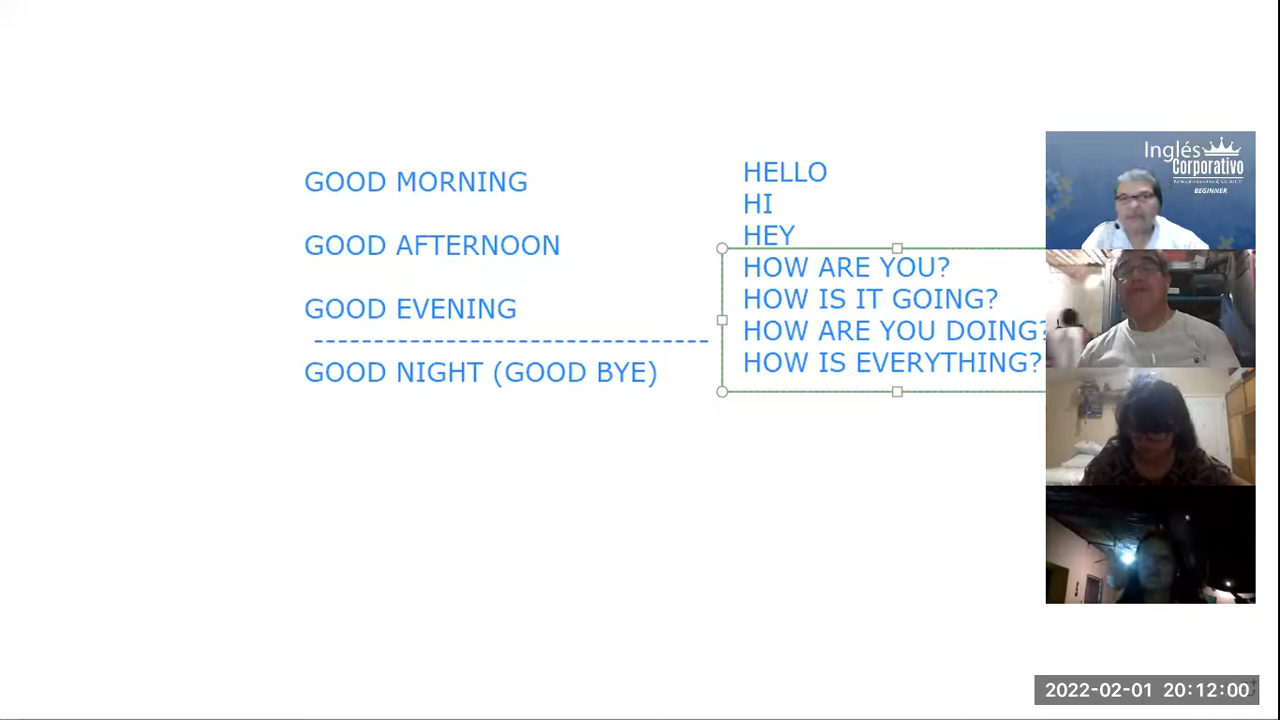 GOOD MORNING
GOOD AFTERNOON
GOOD EVENING
---------------------------------
GOOD NIGHT (GOOD BYE)
HELLO
HI
HEY
HOW ARE YOU?
HOW IS IT GOING?
HOW ARE YOU DOING?
HOW IS EVERYTHING?
Inglés
Corporativo
BEGINNER
2022-02-01 20:12:00